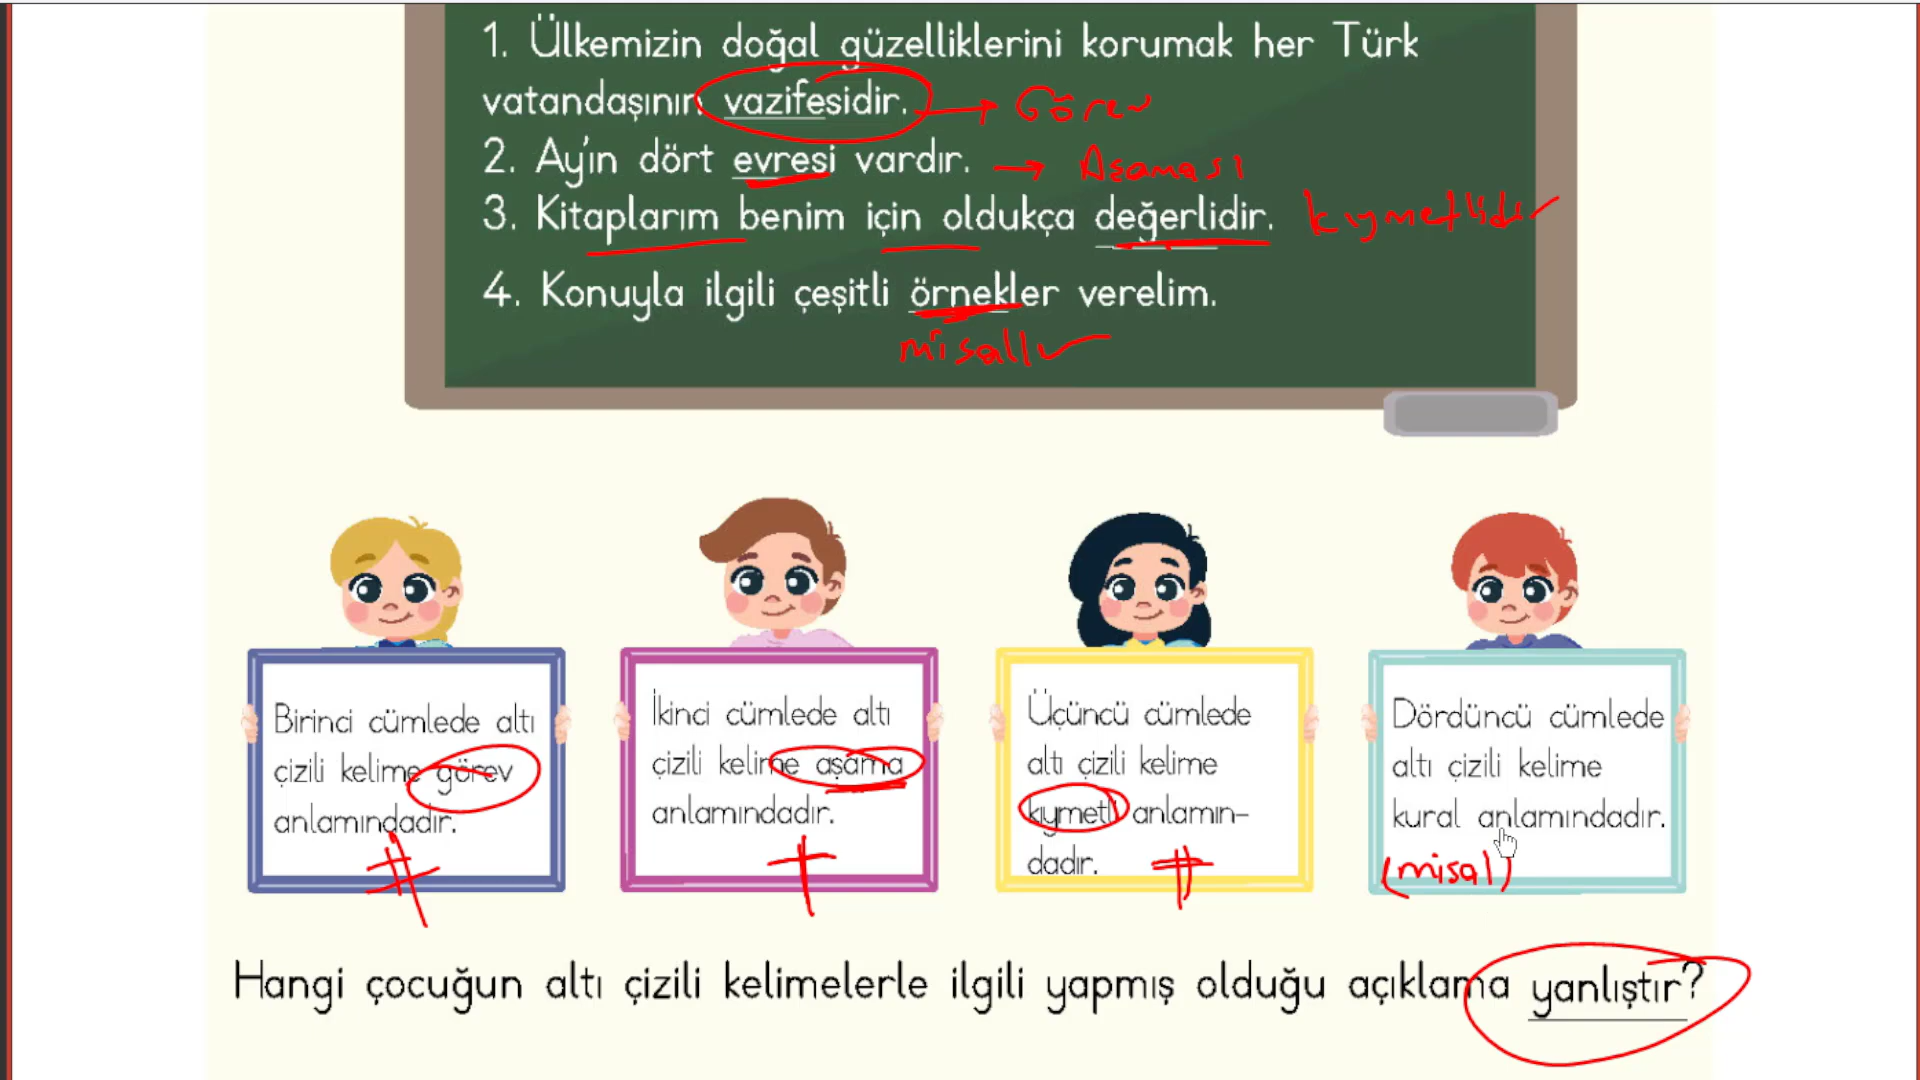 1. Ülkemizin doğal güzelliklerini korumak her Türk
vatandaşının vazifesidir. → Görev
2. Ay'ın dört evresi vardır. → Aşaması
3. Kitaplarım benim için oldukça değerlidir. kıymetlidir
4. Konuyla ilgili çeşitli örnekler verelim.
Birinci cümlede altı
çizili kelime görev
anlamındadır.
İkinci cümlede altı
çizili kelime aşama
anlamındadır.
Üçüncü cümlede
altı çizili kelime
kıymetli anlamın-
dadır.
Dördüncü cümlede
altı çizili kelime
kural anlamındadır.
(misal)
Hangi çocuğun altı çizili kelimelerle ilgili yapmış olduğu açıklama yanlıştır?